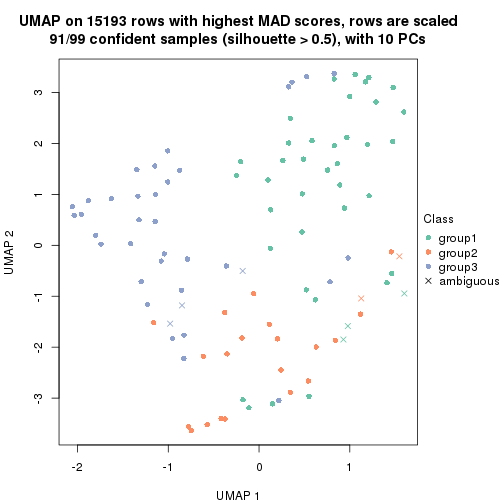 UMAP on 15193 rows with highest MAD scores, rows are scaled
91/99 confident samples (silhouette > 0.5), with 10 PCs
3
2
1
0
-1
-2
-3
UMAP 2
-2
-1
0
1
UMAP 1
Class
group1
group2
group3
ambiguous